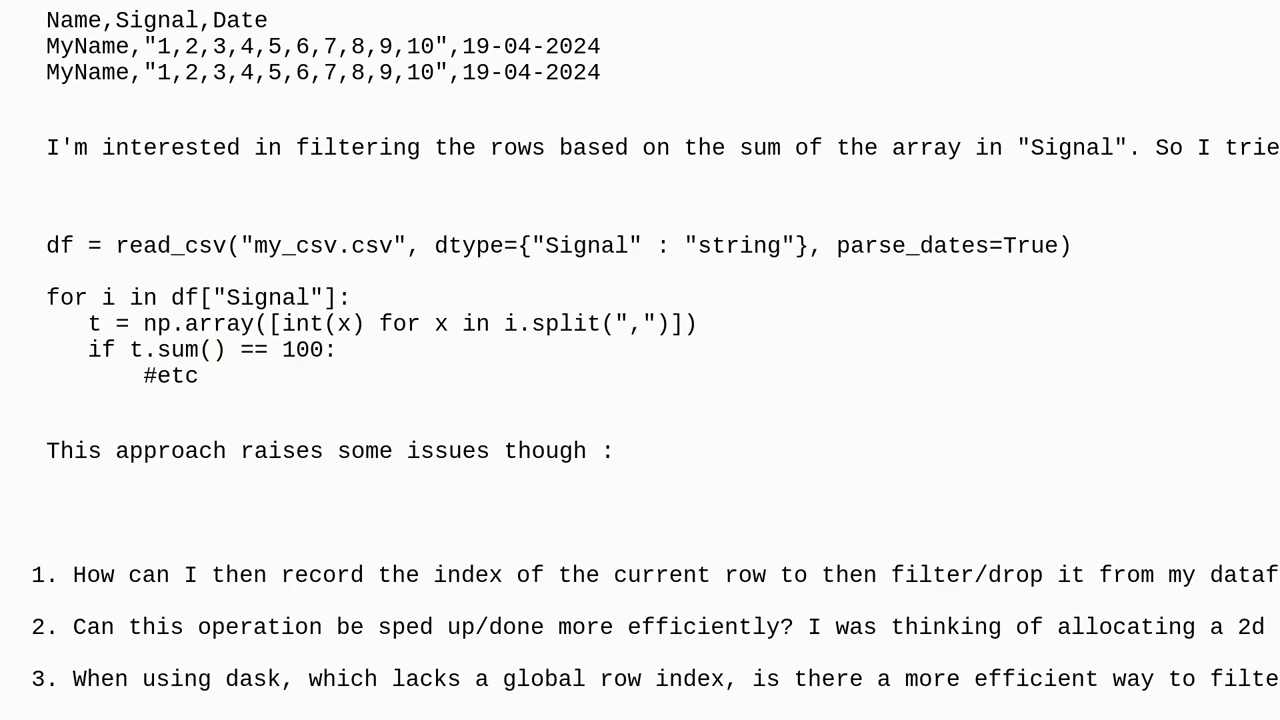 Name,Signal,Date
MyName,"1,2,3,4,5,6,7,8,9,10",19-04-2024
MyName,"1,2,3,4,5,6,7,8,9,10",19-04-2024
I'm interested in filtering the rows based on the sum of the array in "Signal". So I trie
df = read_csv("my_csv.csv", dtype={"Signal" : "string"}, parse_dates=True)
for i in df["Signal"]:
   t = np.array([int(x) for x in i.split(",")])
   if t.sum() == 100:
       #etc
This approach raises some issues though :
1. How can I then record the index of the current row to then filter/drop it from my dataf
2. Can this operation be sped up/done more efficiently? I was thinking of allocating a 2d
3. When using dask, which lacks a global row index, is there a more efficient way to filte